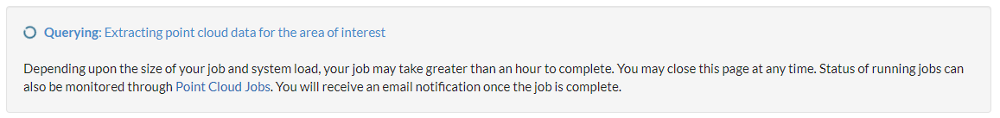 Querying: Extracting point cloud data for the area of interest
Depending upon the size of your job and system load, your job may take greater than an hour to complete. You may close this page at any time. Status of running jobs can
also be monitored through Point Cloud Jobs. You will receive an email notification once the job is complete.